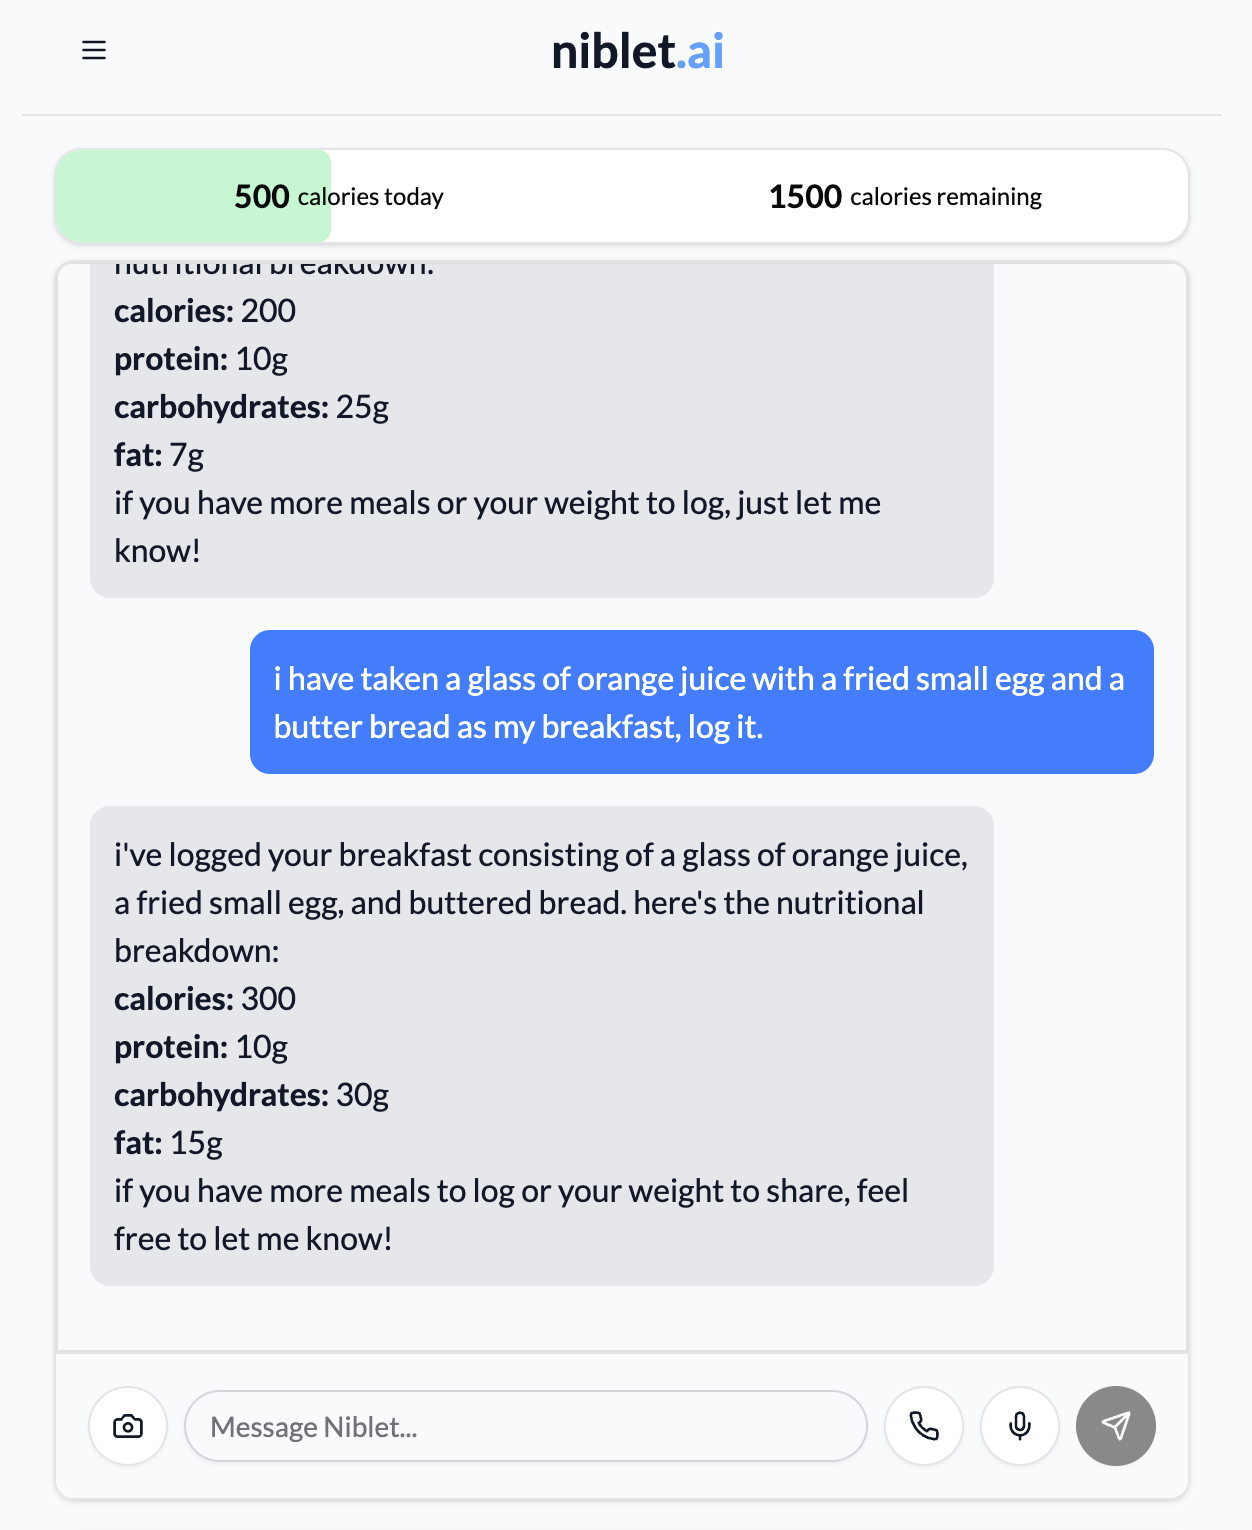 niblet.ai
500 calories today
1500 calories remaining
nutritional breakdown:
calories: 200
protein: 10g
carbohydrates: 25g
fat: 7g
if you have more meals or your weight to log, just let me
know!
i have taken a glass of orange juice with a fried small egg and a
butter bread as my breakfast, log it.
i've logged your breakfast consisting of a glass of orange juice,
a fried small egg, and buttered bread. here's the nutritional
breakdown:
calories: 300
protein: 10g
carbohydrates: 30g
fat: 15g
if you have more meals to log or your weight to share, feel
free to let me know!
Message Niblet...